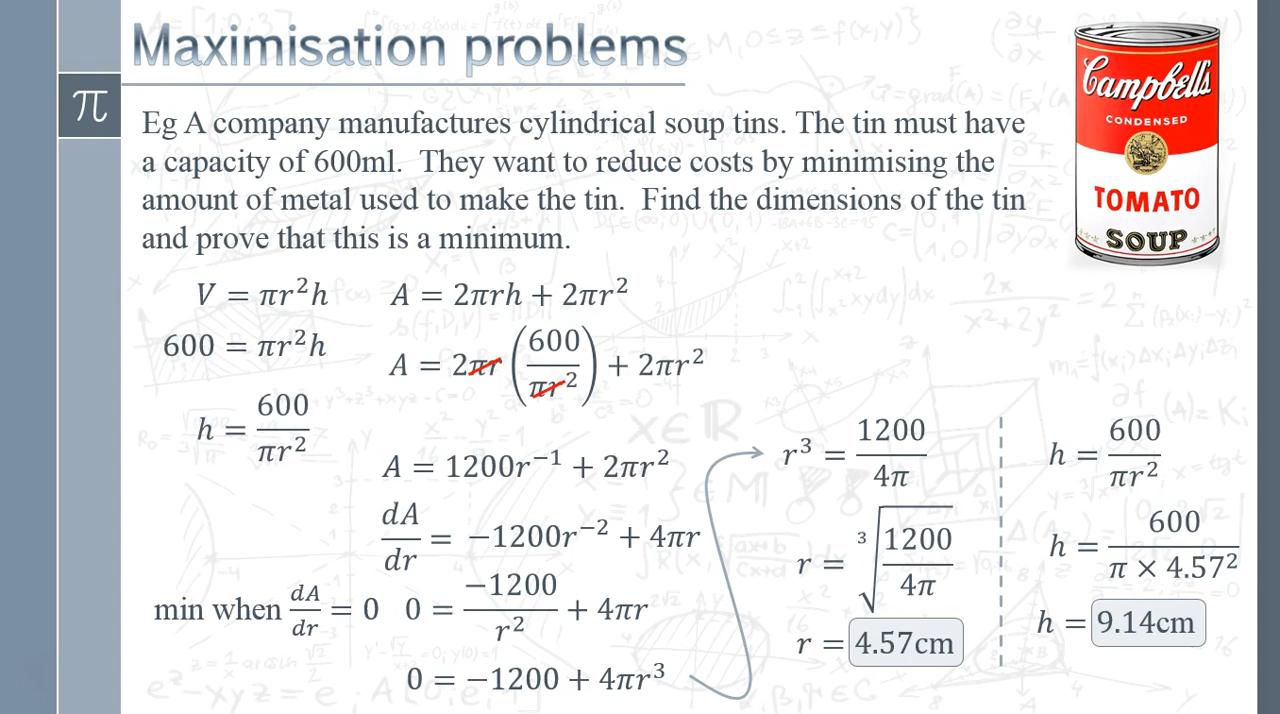 Maximisation problems
π
Eg A company manufactures cylindrical soup tins. The tin must have
a capacity of 600ml. They want to reduce costs by minimising the
amount of metal used to make the tin. Find the dimensions of the tin
and prove that this is a minimum.
Campbell's
CONDENSED
TOMATO
SOUP
V = πr²h
600 = πr²h
h = 600/πr²
A = 2πrh + 2πr²
A = 2πr(600/πr²) + 2πr²
A = 1200r⁻¹ + 2πr²
dA/dr = −1200r⁻² + 4πr
min when dA/dr = 0
0 = −1200/r² + 4πr
0 = −1200 + 4πr³
r³ = 1200/4π
r = ∛(1200/4π)
r = 4.57cm
h = 600/πr²
h = 600/π × 4.57²
h = 9.14cm